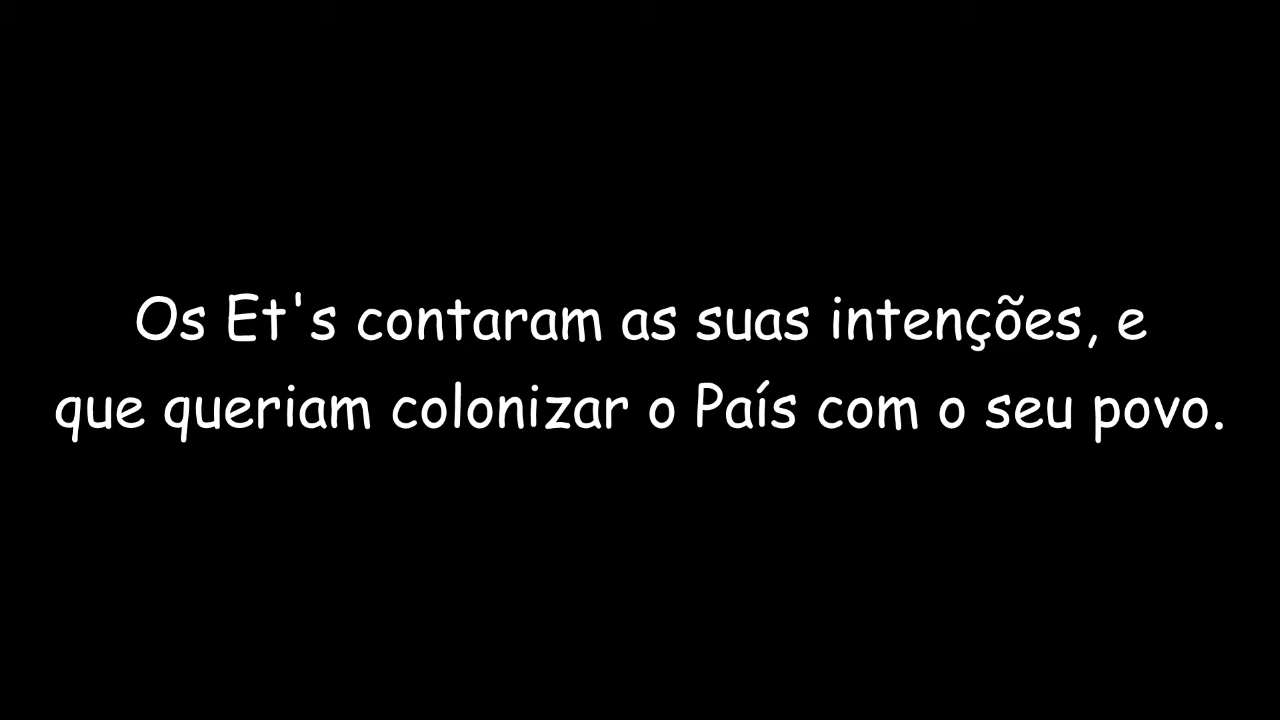 Os Et's contaram as suas intenções, e
que queriam colonizar o País com o seu povo.